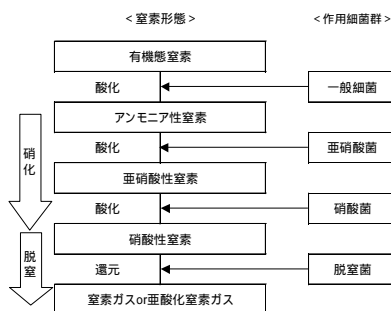 <窒素形態> <作用細菌群>
有機態窒素
酸化 一般細菌
アンモニア性窒素
酸化 亜硝酸菌
硝化
亜硝酸性窒素
酸化 硝酸菌
硝酸性窒素
脱窒
還元 脱窒菌
窒素ガスor亜酸化窒素ガス